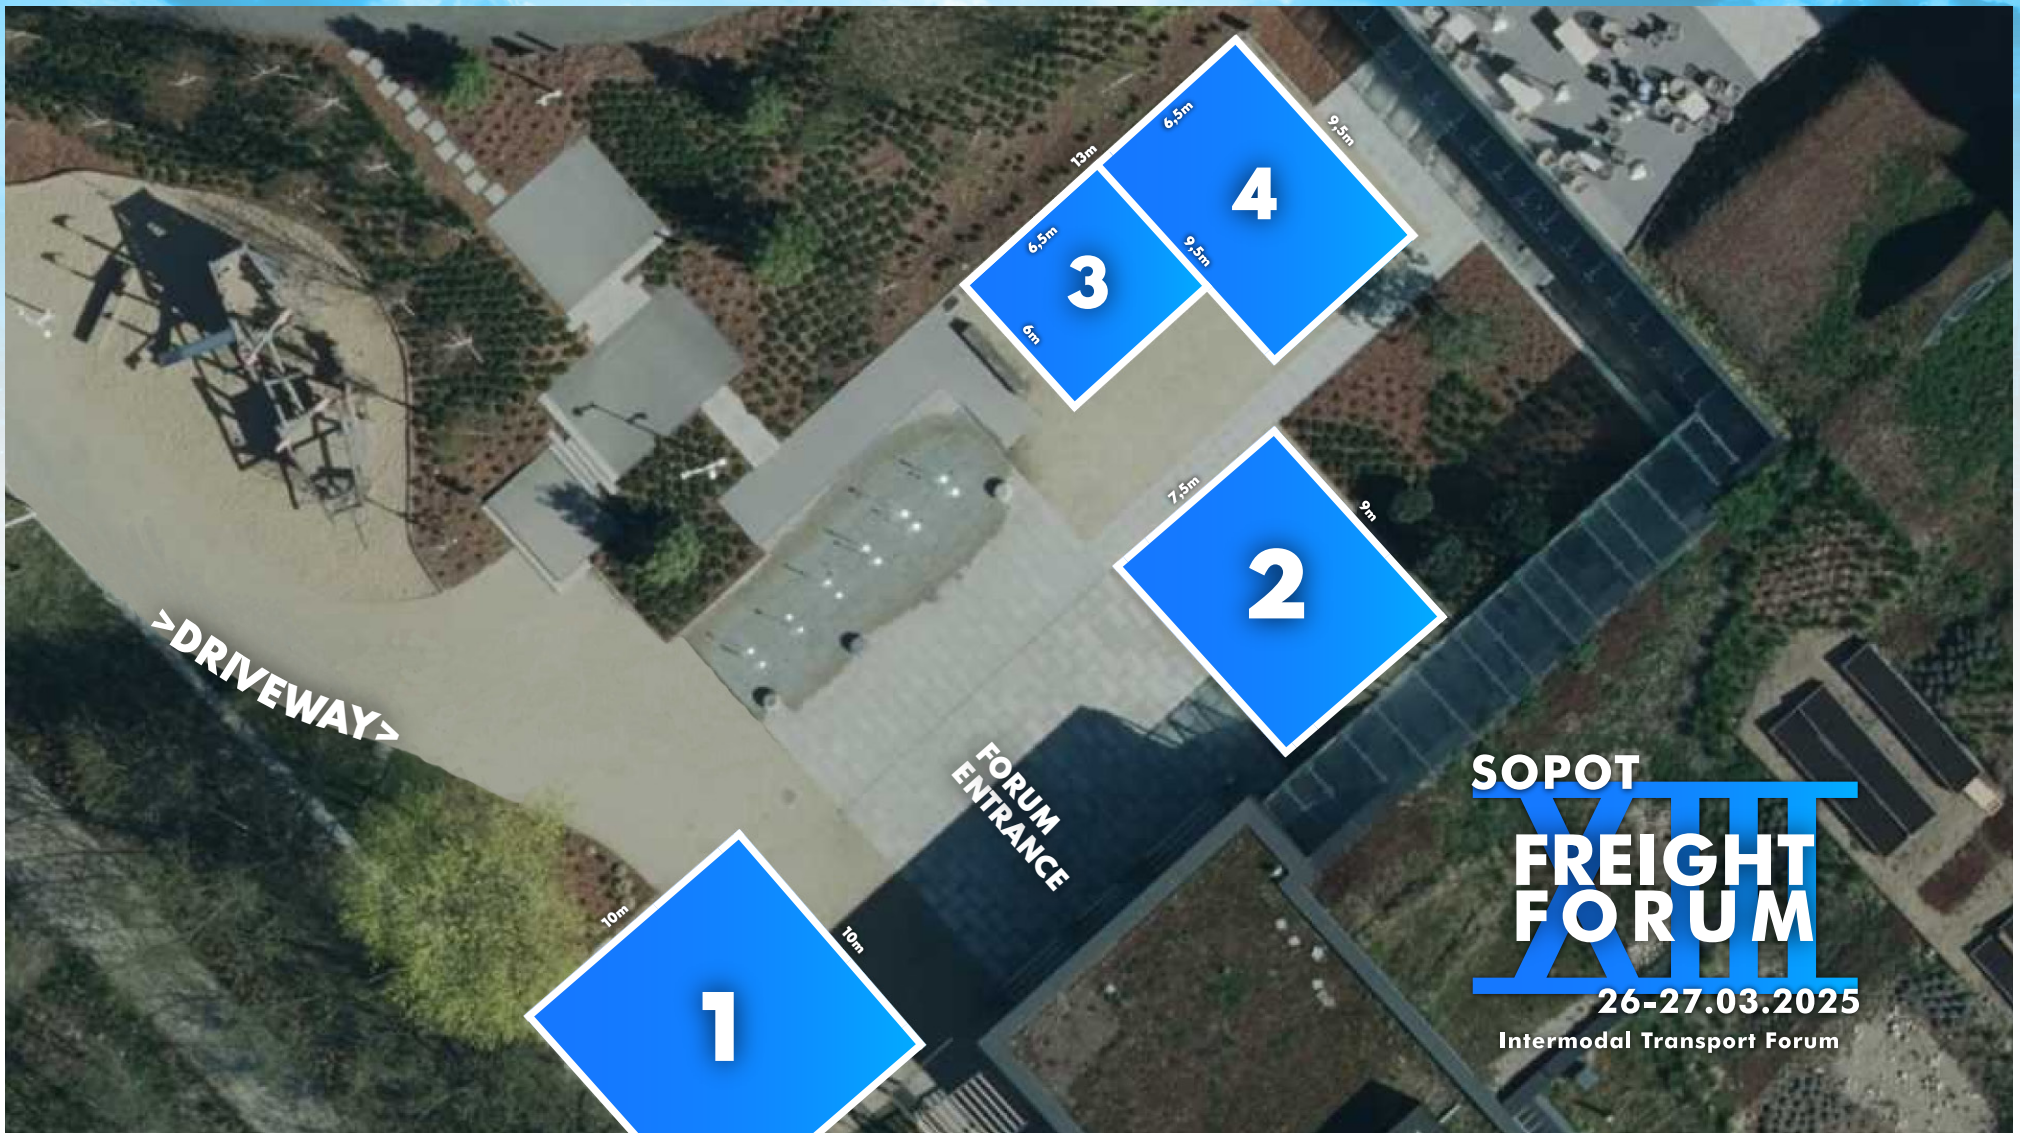 6,5m
9,5m
13m
4
6,5m
9,5m
3
6m
7,5m
9m
2
>DRIVEWAY>
FORUM
ENTRANCE
10m
10m
1
SOPOT
XIII
FREIGHT
FORUM
26-27.03.2025
Intermodal Transport Forum